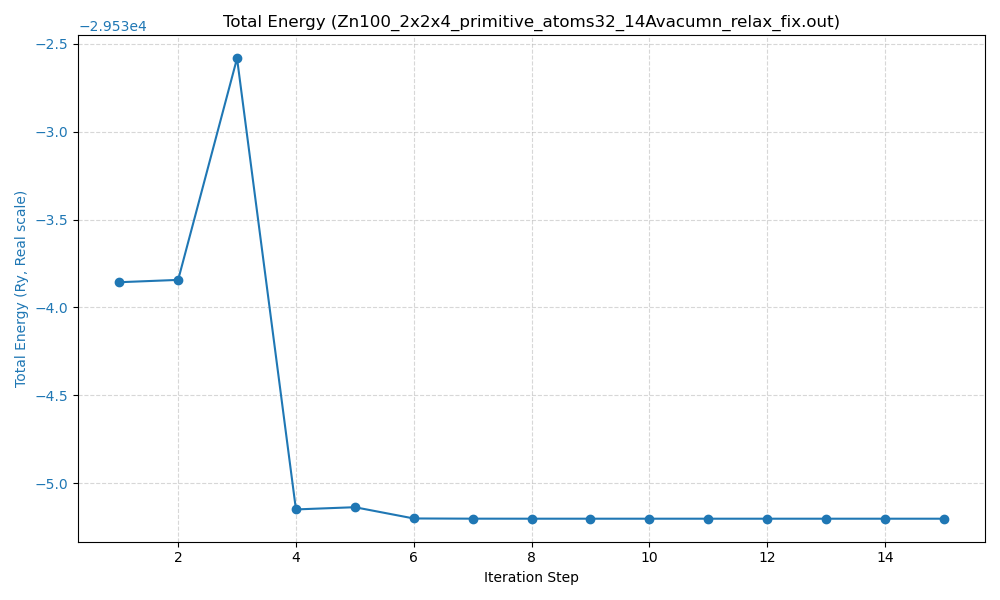 Total Energy (Zn100_2x2x4_primitive_atoms32_14Avacumn_relax_fix.out)
−2.953e4
−2.5
−3.0
−3.5
−4.0
−4.5
−5.0
Total Energy (Ry, Real scale)
2 4 6 8 10 12 14
Iteration Step